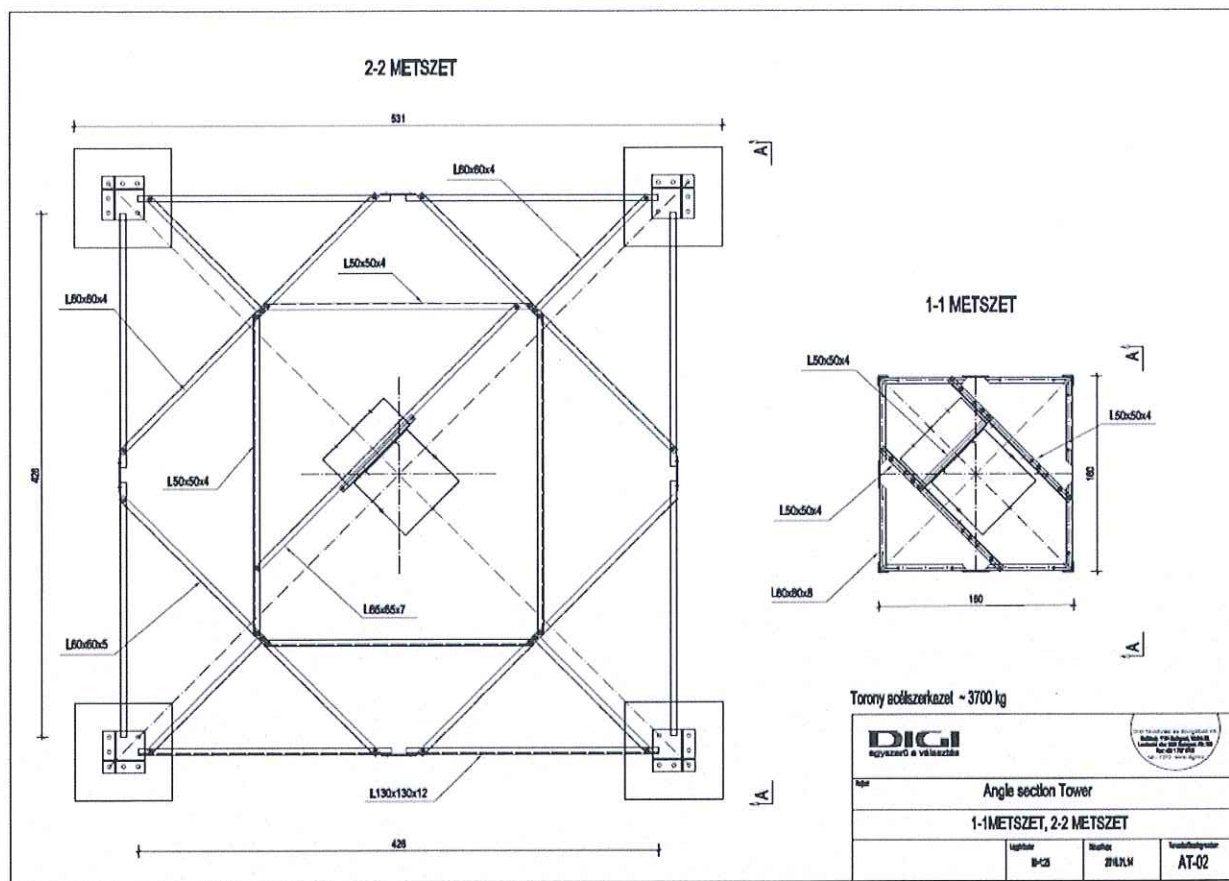 2-2 METSZET
531
A
L60x60x4
L50x50x4
L60x60x4
1-1 METSZET
A
L50x50x4
L50x50x4
426
L50x50x4
160
L50x50x4
L65x65x7
L60x60x5
L60x60x8
160
A
Torony acélszerkezet ~ 3700 kg
DIGI
egyszerű a választás
Angle section Tower
L130x130x12
A
1-1METSZET, 2-2 METSZET
426
AT-02